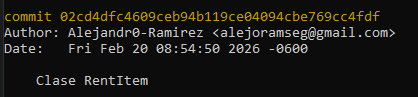 commit 02cd4dfc4609ceb94b119ce04094cbe769cc4fdf
Author: Alejandr0-Ramirez <alejoramseg@gmail.com>
Date:   Fri Feb 20 08:54:50 2026 -0600
Clase RentItem